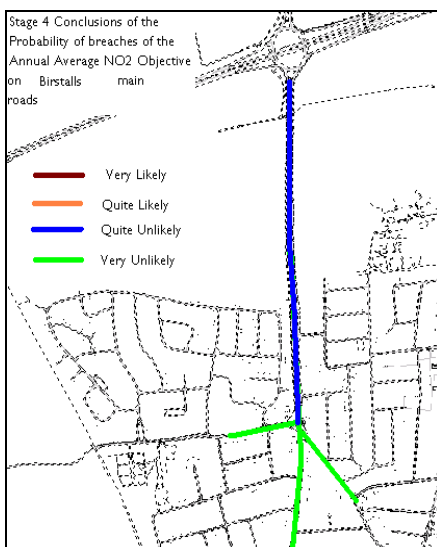 Stage 4 Conclusions of the
Probability of breaches of the
Annual Average NO2 Objective
on Birstalls main
roads
Very Likely
Quite Likely
Quite Unlikely
Very Unlikely